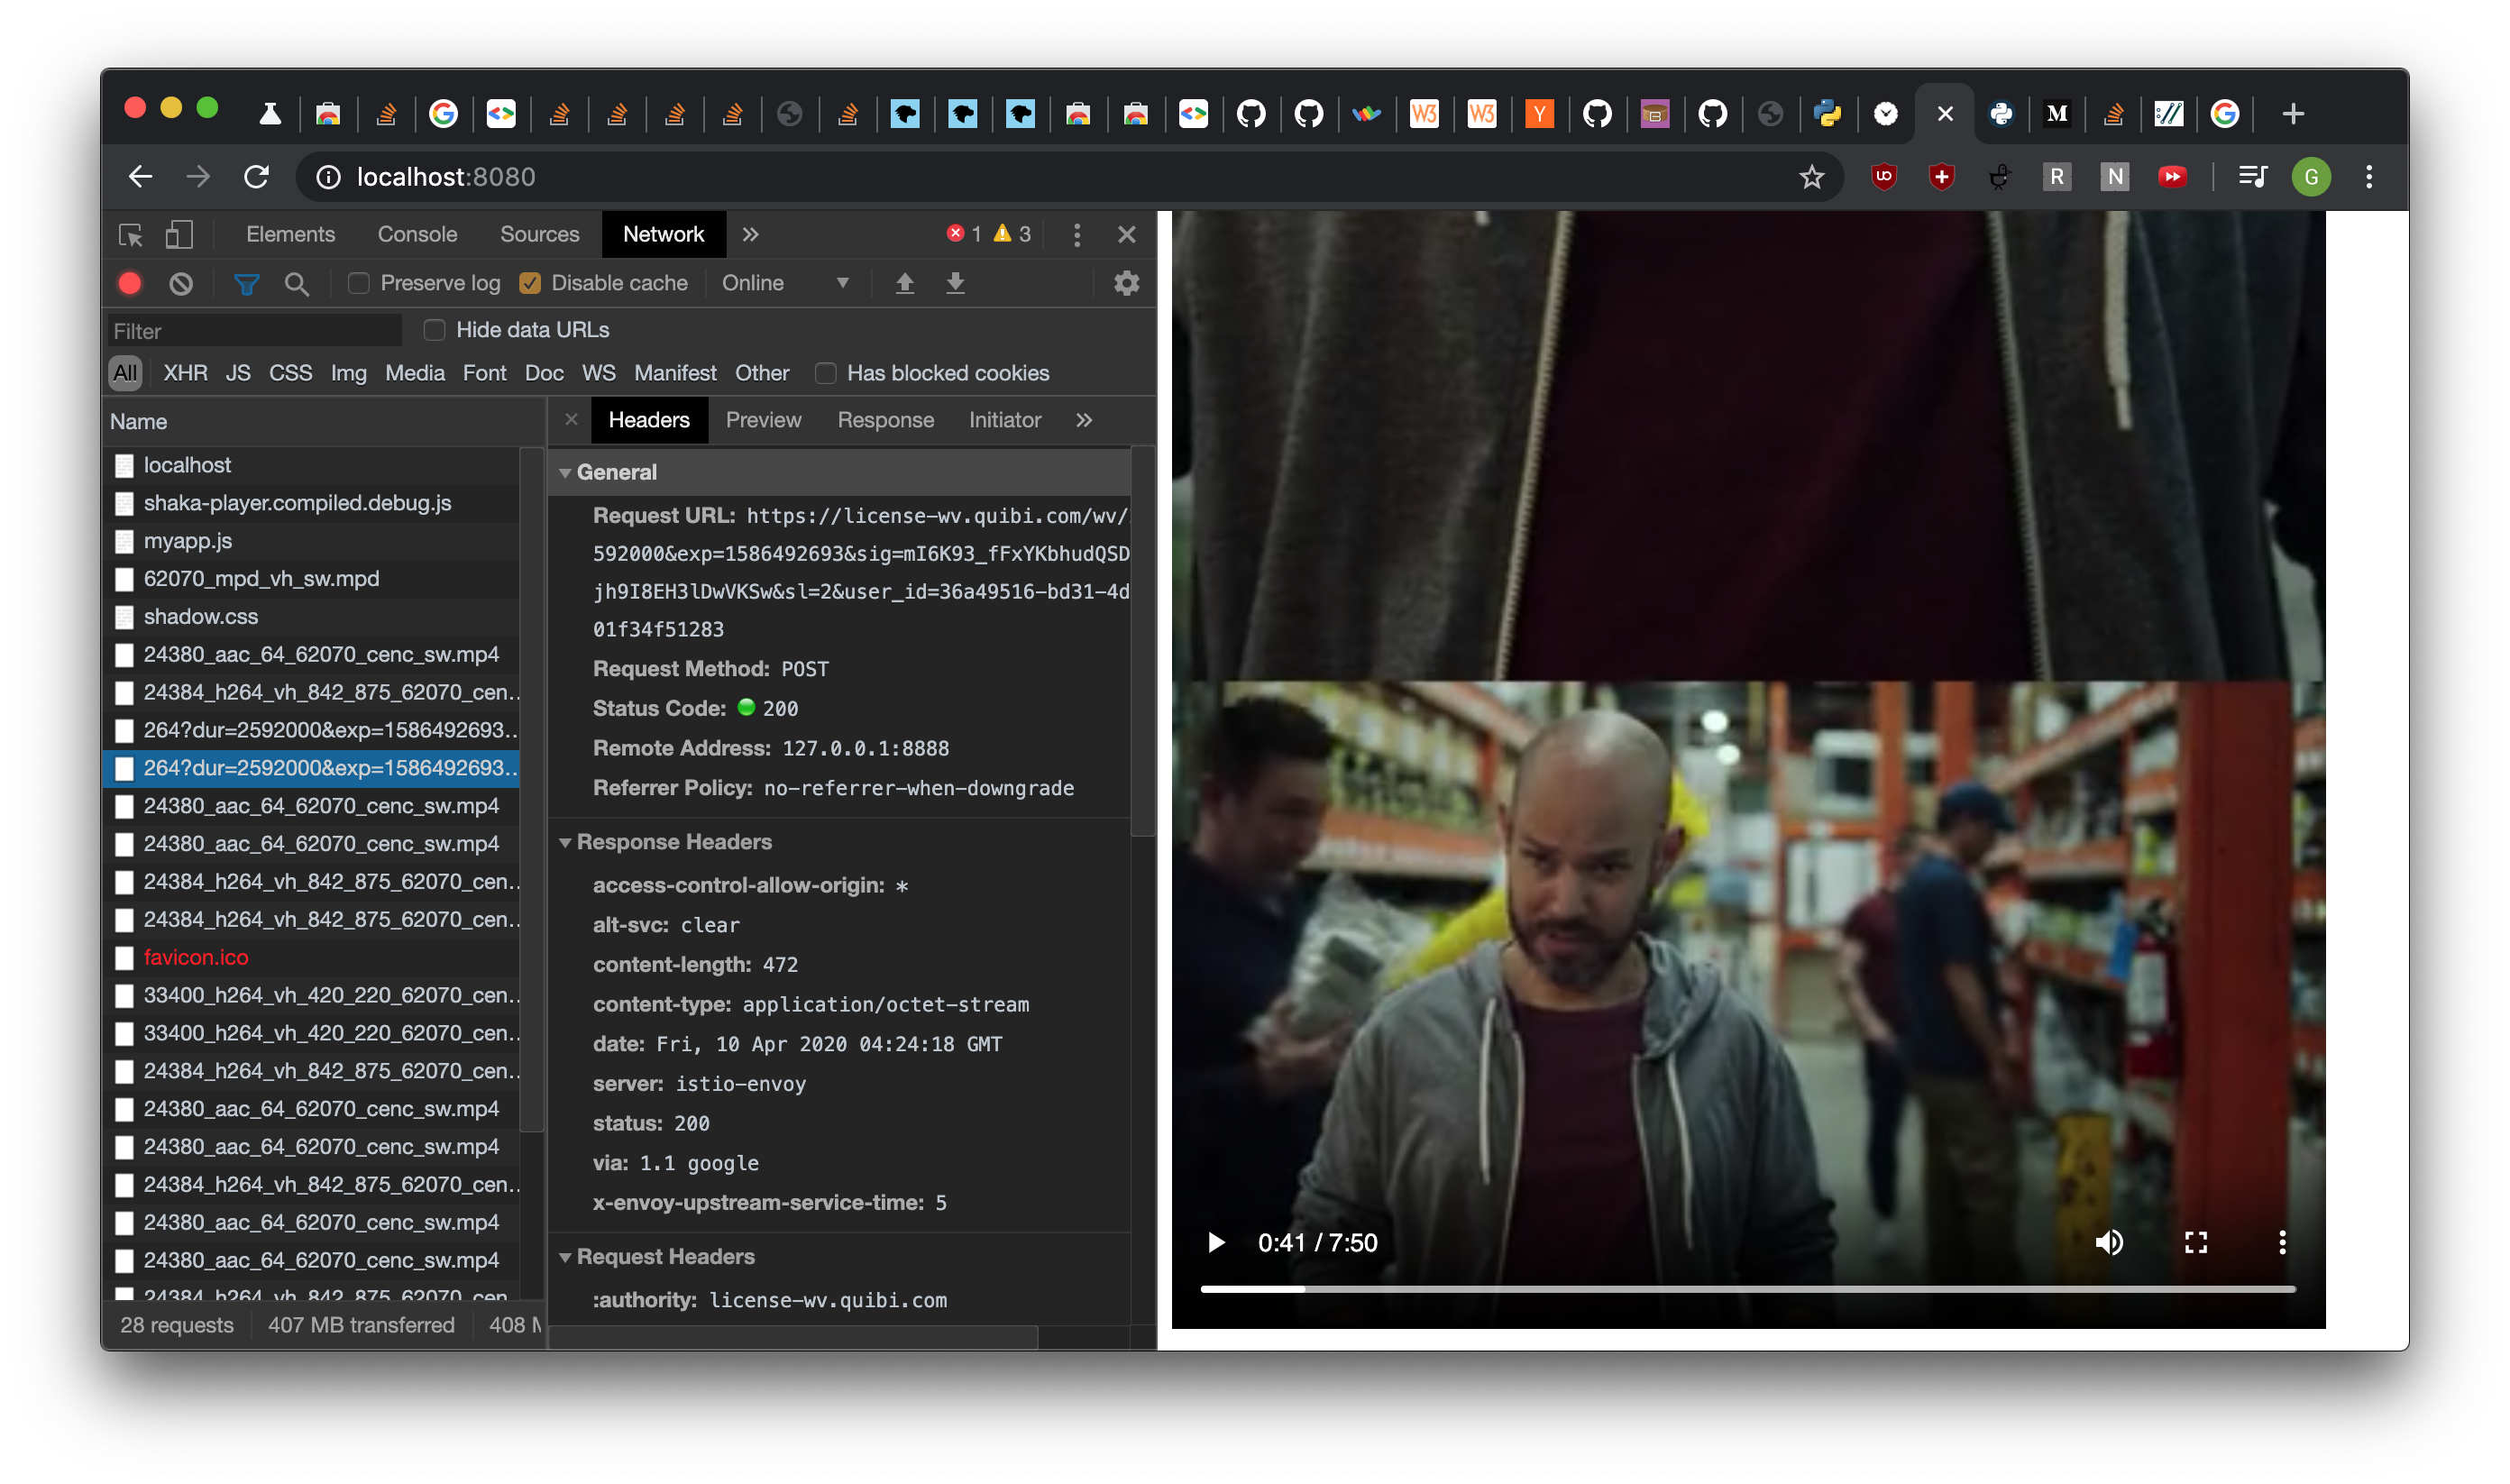 localhost:8080
R
N
G
Elements Console Sources Network » 1 3
Preserve log Disable cache Online
Filter Hide data URLs
All XHR JS CSS Img Media Font Doc WS Manifest Other Has blocked cookies
Name
localhost
shaka-player.compiled.debug.js
myapp.js
62070_mpd_vh_sw.mpd
shadow.css
24380_aac_64_62070_cenc_sw.mp4
24384_h264_vh_842_875_62070_cen…
264?dur=2592000&exp=1586492693…
264?dur=2592000&exp=1586492693…
24380_aac_64_62070_cenc_sw.mp4
24380_aac_64_62070_cenc_sw.mp4
24384_h264_vh_842_875_62070_cen…
24384_h264_vh_842_875_62070_cen…
favicon.ico
33400_h264_vh_420_220_62070_cen…
33400_h264_vh_420_220_62070_cen…
24384_h264_vh_842_875_62070_cen…
24380_aac_64_62070_cenc_sw.mp4
24380_aac_64_62070_cenc_sw.mp4
24384_h264_vh_842_875_62070_cen…
24380_aac_64_62070_cenc_sw.mp4
24380_aac_64_62070_cenc_sw.mp4
24384_h264_vh_842_875_62070_cen
28 requests 407 MB transferred 408 M
Headers Preview Response Initiator »
General
Request URL: https://license-wv.quibi.com/wv/
592000&exp=1586492693&sig=mI6K93_fFxYKbhudQSD
jh9I8EH3lDwVKSw&sl=2&user_id=36a49516-bd31-4d
01f34f51283
Request Method: POST
Status Code: 200
Remote Address: 127.0.0.1:8888
Referrer Policy: no-referrer-when-downgrade
Response Headers
access-control-allow-origin: *
alt-svc: clear
content-length: 472
content-type: application/octet-stream
date: Fri, 10 Apr 2020 04:24:18 GMT
server: istio-envoy
status: 200
via: 1.1 google
x-envoy-upstream-service-time: 5
Request Headers
:authority: license-wv.quibi.com
0:41 / 7:50